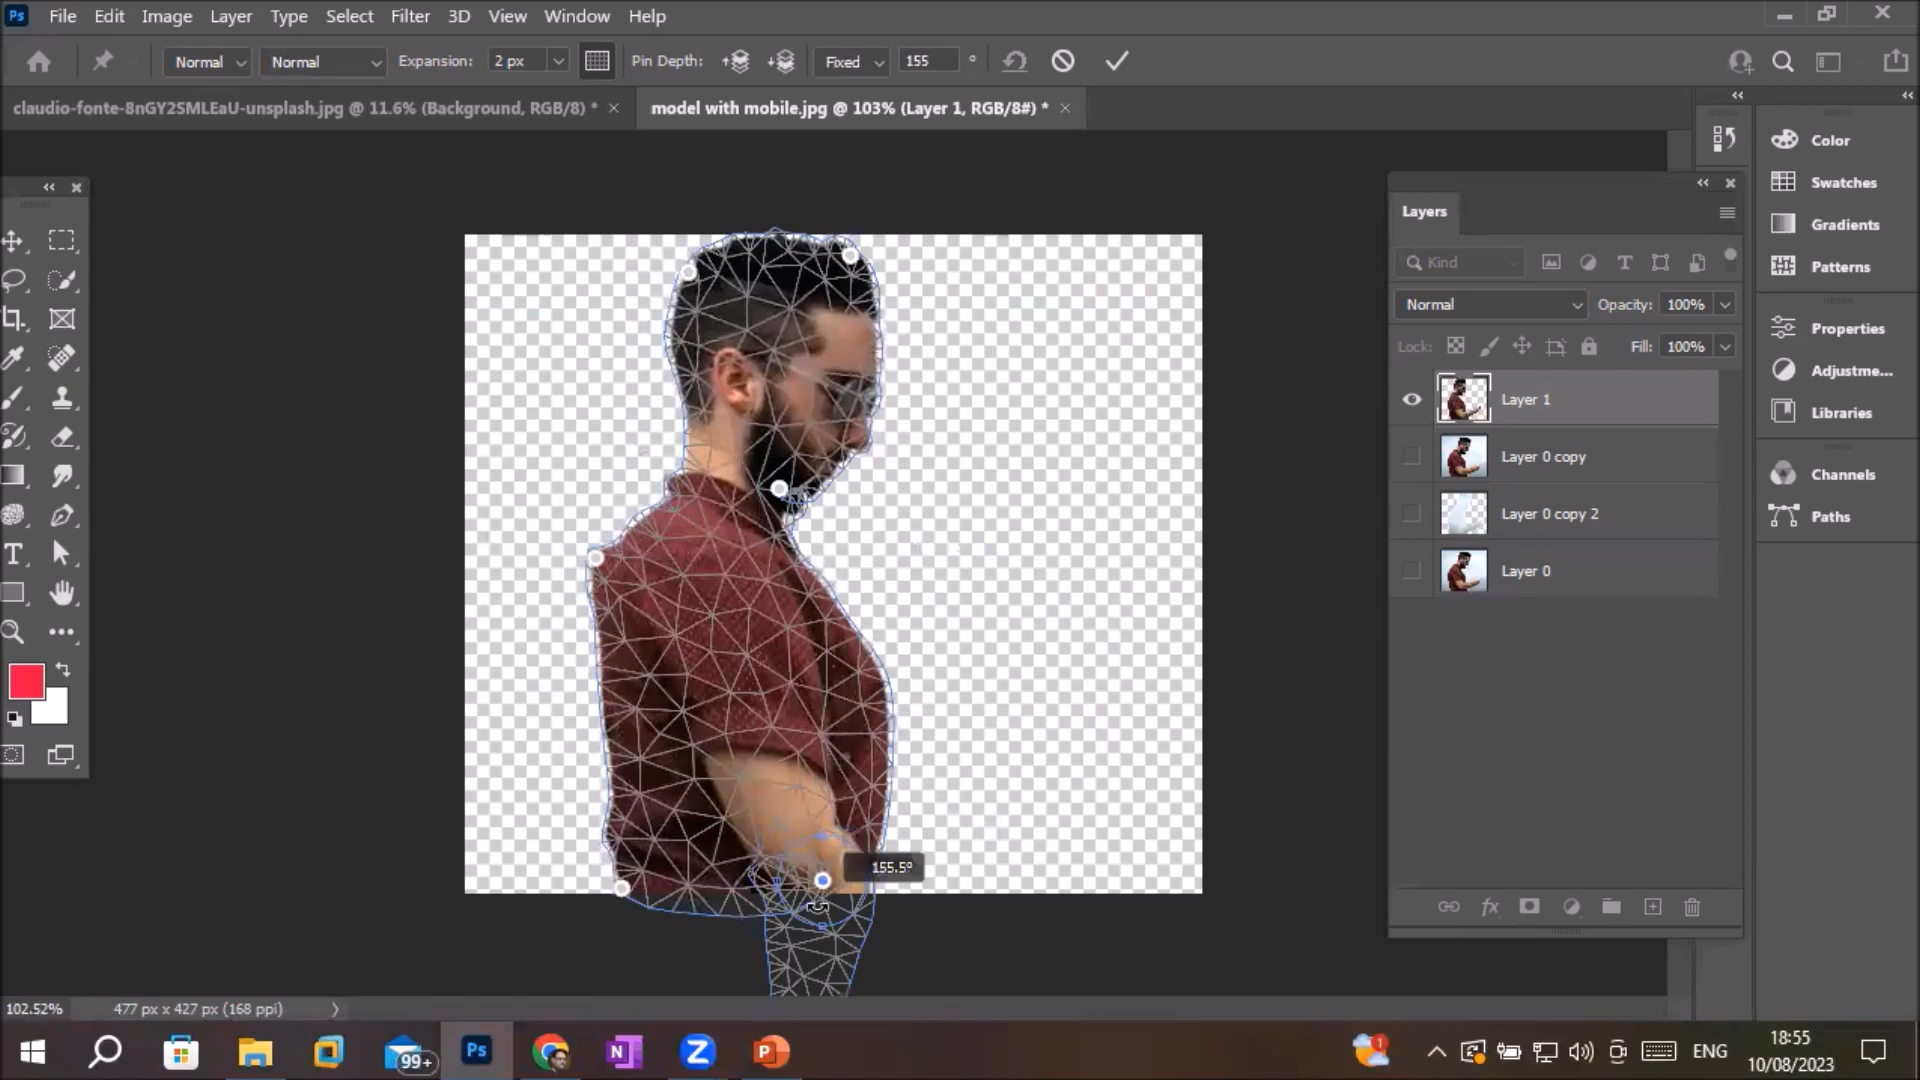 Ps File Edit Image Layer Type Select Filter 3D View Window Help
Normal Normal Expansion: 2 px Pin Depth: Fixed 155 °
claudio-fonte-8nGY2SMLEaU-unsplash.jpg @ 11.6% (Background, RGB/8) * × model with mobile.jpg @ 103% (Layer 1, RGB/8#) * ×
Color
Swatches
Gradients
Patterns
Properties
Adjustme...
Libraries
Channels
Paths
Layers
Kind
Normal Opacity: 100%
Lock: Fill: 100%
Layer 1
Layer 0 copy
Layer 0 copy 2
Layer 0
fx
155.5°
102.52% 477 px x 427 px (168 ppi)
99+ Ps N Z P 1 ENG
18:55
10/08/2023